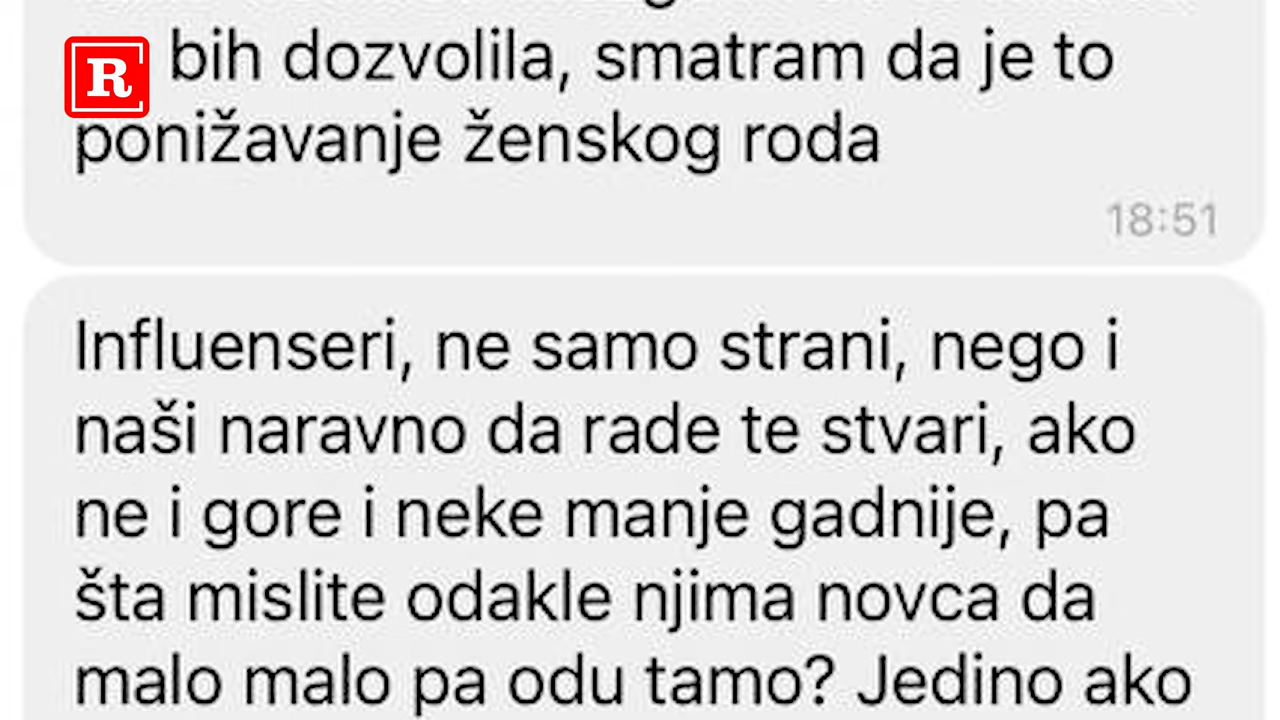 R
bih dozvolila, smatram da je to
ponižavanje ženskog roda
18:51
Influenseri, ne samo strani, nego i
naši naravno da rade te stvari, ako
ne i gore i neke manje gadnije, pa
šta mislite odakle njima novca da
malo malo pa odu tamo? Jedino ako